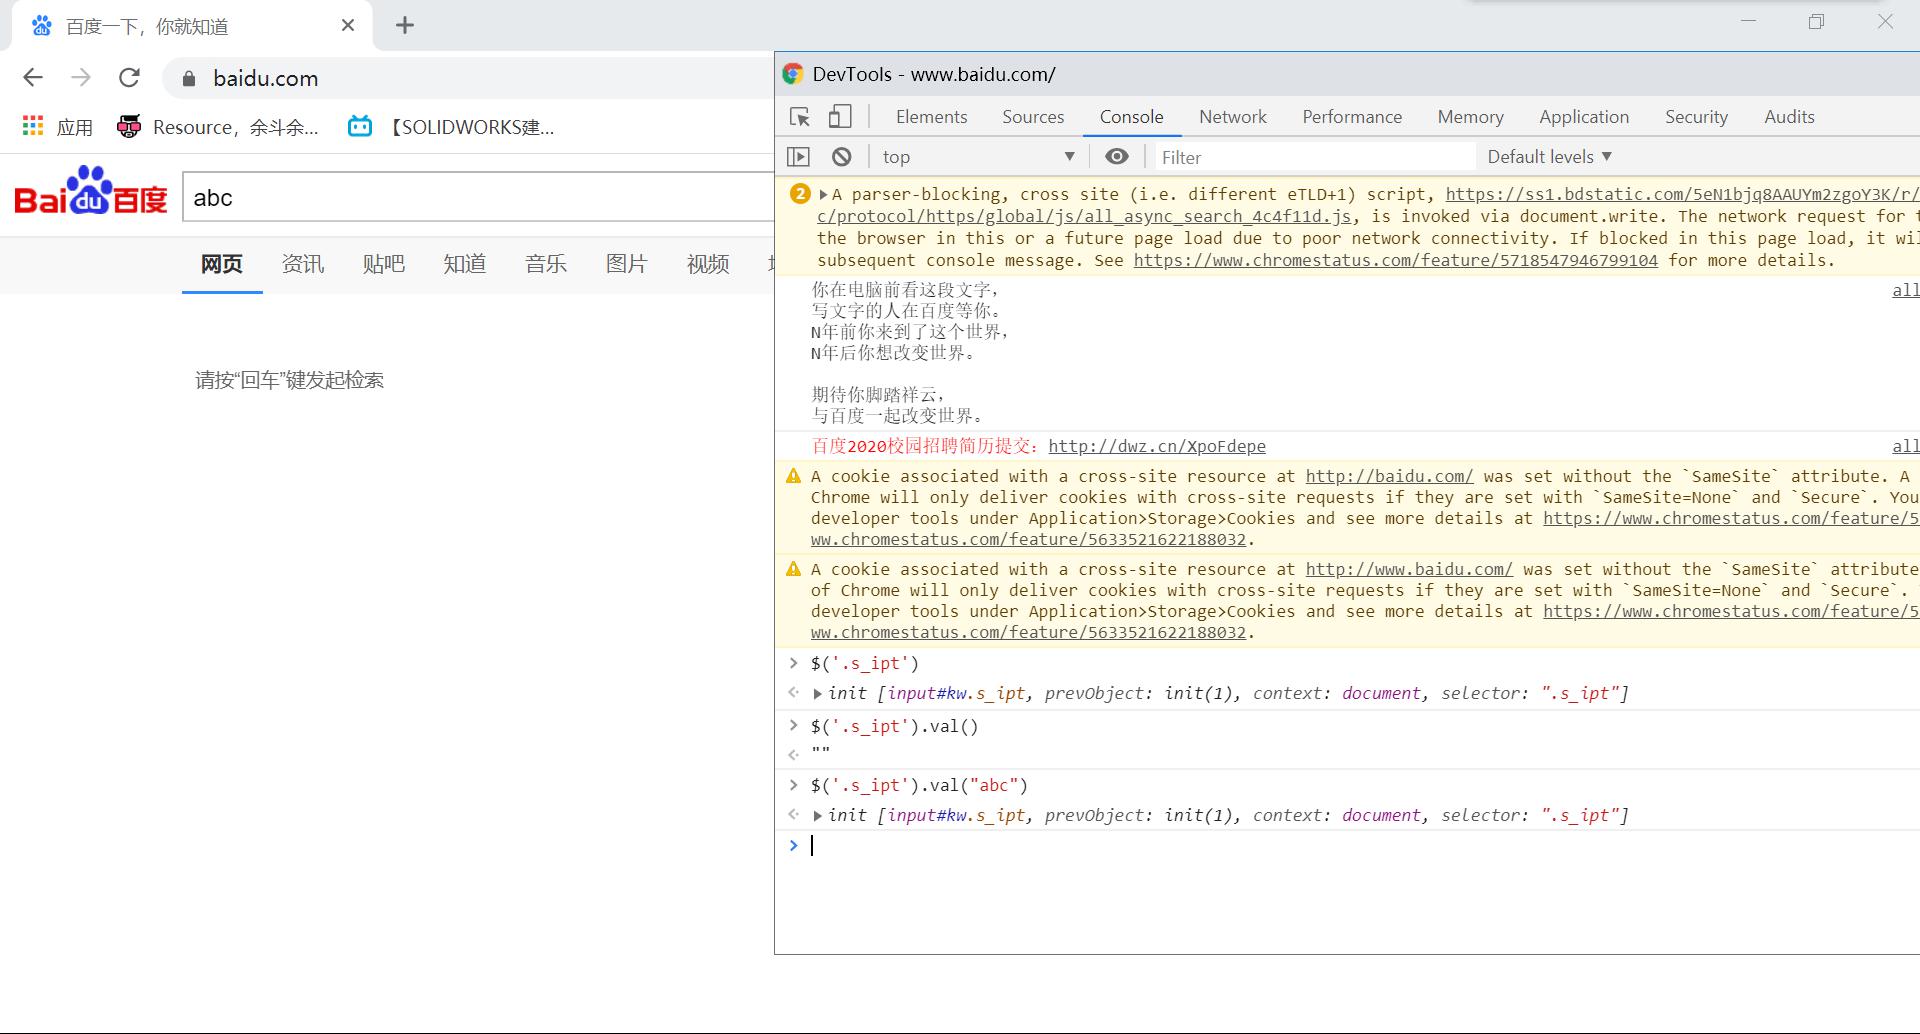 百度一下，你就知道
baidu.com
应用
Resource，余斗余...
【SOLIDWORKS建...
Bai du 百度
abc
网页 资讯 贴吧 知道 音乐 图片 视频
请按“回车”键发起检索
DevTools - www.baidu.com/
Elements Sources Console Network Performance Memory Application Security Audits
top ▼ Filter Default levels ▼
2 ▶A parser-blocking, cross site (i.e. different eTLD+1) script, https://ss1.bdstatic.com/5eN1bjq8AAUYm2zgoY3K/r/
c/protocol/https/global/js/all_async_search_4c4f11d.js, is invoked via document.write. The network request for t
the browser in this or a future page load due to poor network connectivity. If blocked in this page load, it wil
subsequent console message. See https://www.chromestatus.com/feature/5718547946799104 for more details.
你在电脑前看这段文字， all
写文字的人在百度等你。
N年前你来到了这个世界，
N年后你想改变世界。
期待你脚踏祥云，
与百度一起改变世界。
百度2020校园招聘简历提交：http://dwz.cn/XpoFdepe all
A cookie associated with a cross-site resource at http://baidu.com/ was set without the `SameSite` attribute. A
Chrome will only deliver cookies with cross-site requests if they are set with `SameSite=None` and `Secure`. You
developer tools under Application>Storage>Cookies and see more details at https://www.chromestatus.com/feature/5
ww.chromestatus.com/feature/5633521622188032.
A cookie associated with a cross-site resource at http://www.baidu.com/ was set without the `SameSite` attribute
of Chrome will only deliver cookies with cross-site requests if they are set with `SameSite=None` and `Secure`.
developer tools under Application>Storage>Cookies and see more details at https://www.chromestatus.com/feature/5
ww.chromestatus.com/feature/5633521622188032.
> $('.s_ipt')
▶init [input#kw.s_ipt, prevObject: init(1), context: document, selector: ".s_ipt"]
> $('.s_ipt').val()
""
> $('.s_ipt').val("abc")
▶init [input#kw.s_ipt, prevObject: init(1), context: document, selector: ".s_ipt"]
>